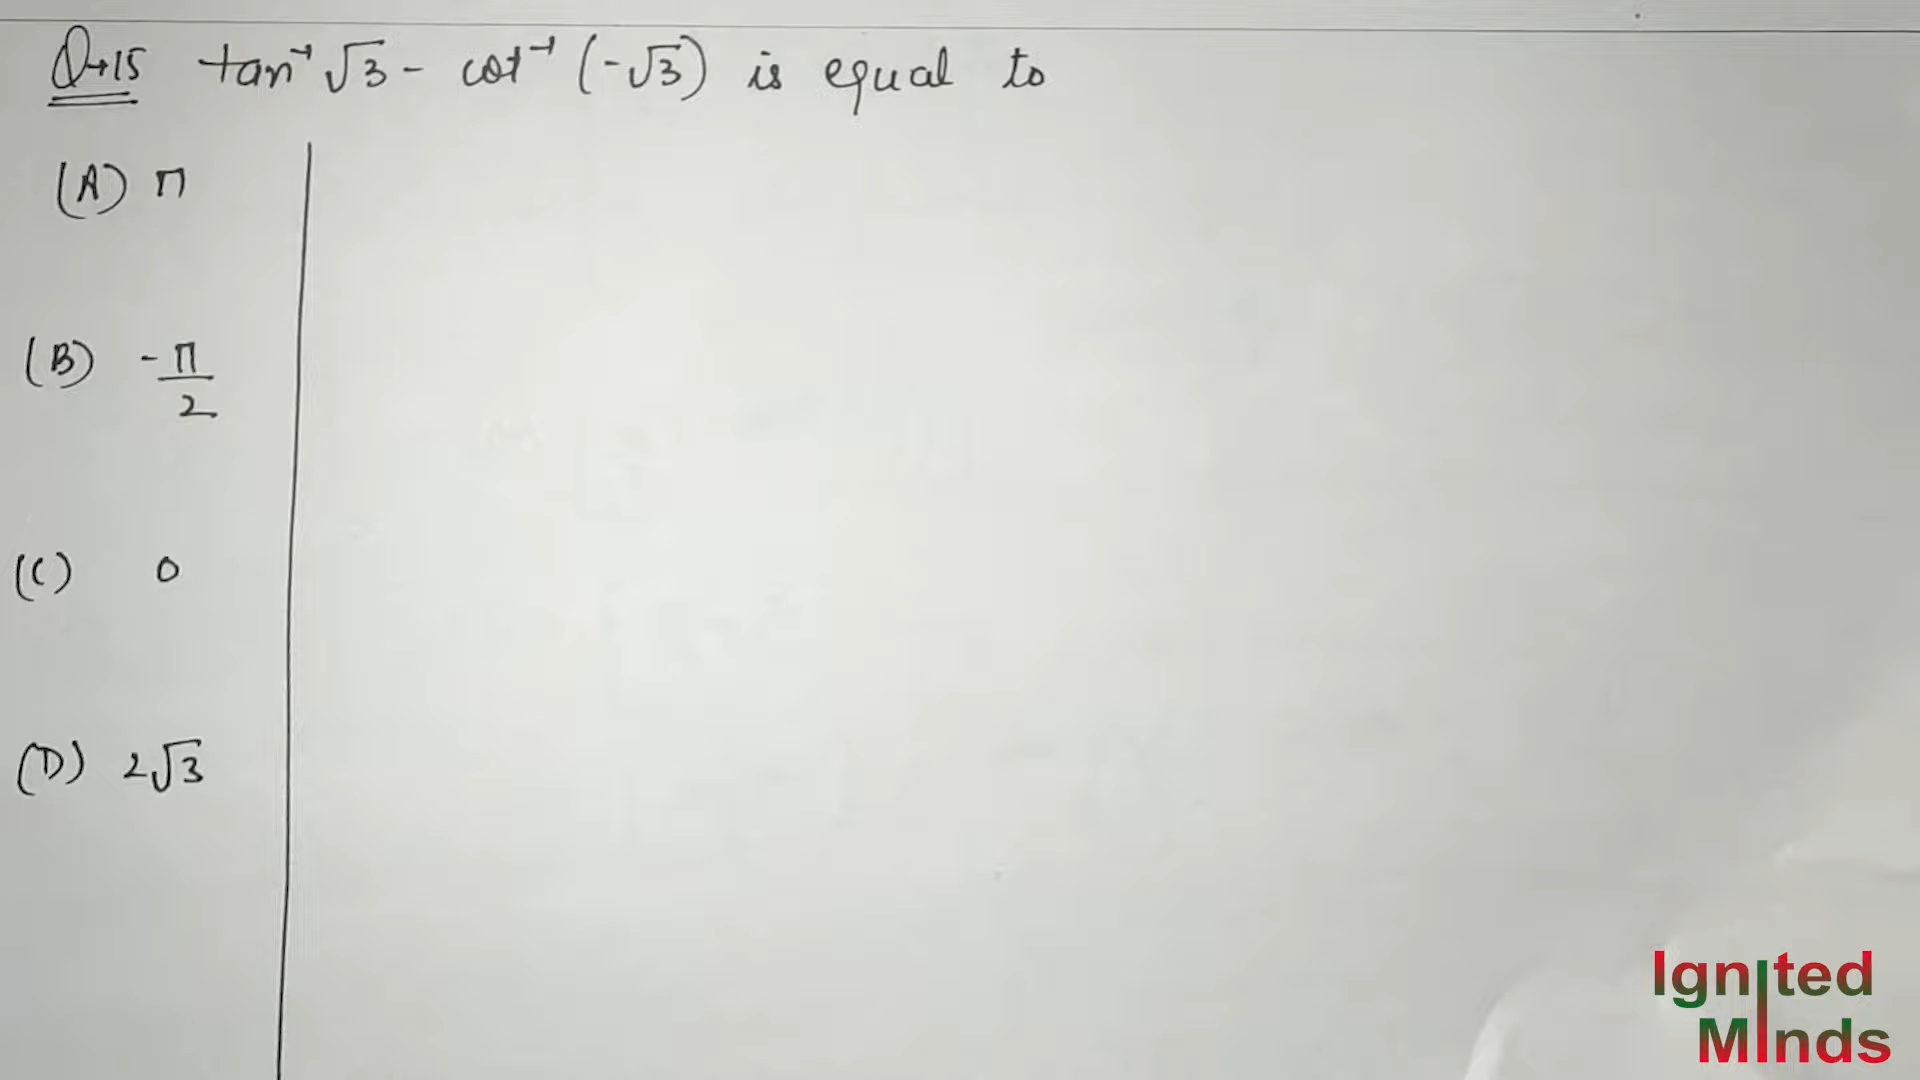 Q→15 tan⁻¹ √3 - cot⁻¹ (-√3) is equal to
(A) π
(B) -π/2
(C) 0
(D) 2√3
Ignited
Minds